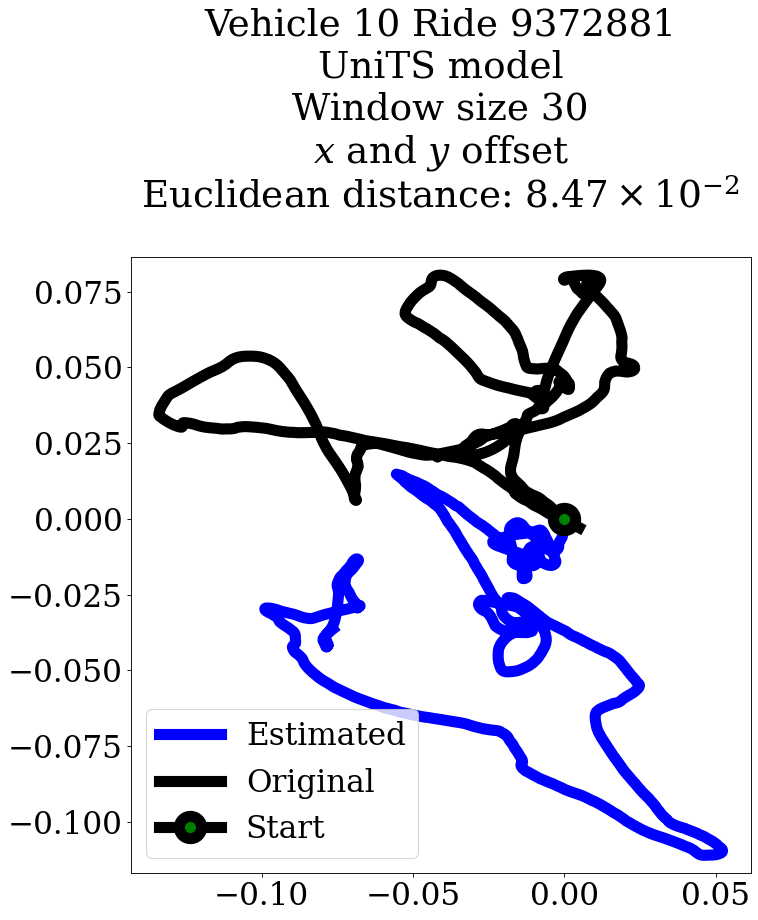 Vehicle 10 Ride 9372881
UniTS model
Window size 30
x and y offset
Euclidean distance: 8.47 × 10⁻²
0.075
0.050
0.025
0.000
−0.025
−0.050
−0.075
−0.100
Estimated
Original
Start
−0.10 −0.05 0.00 0.05